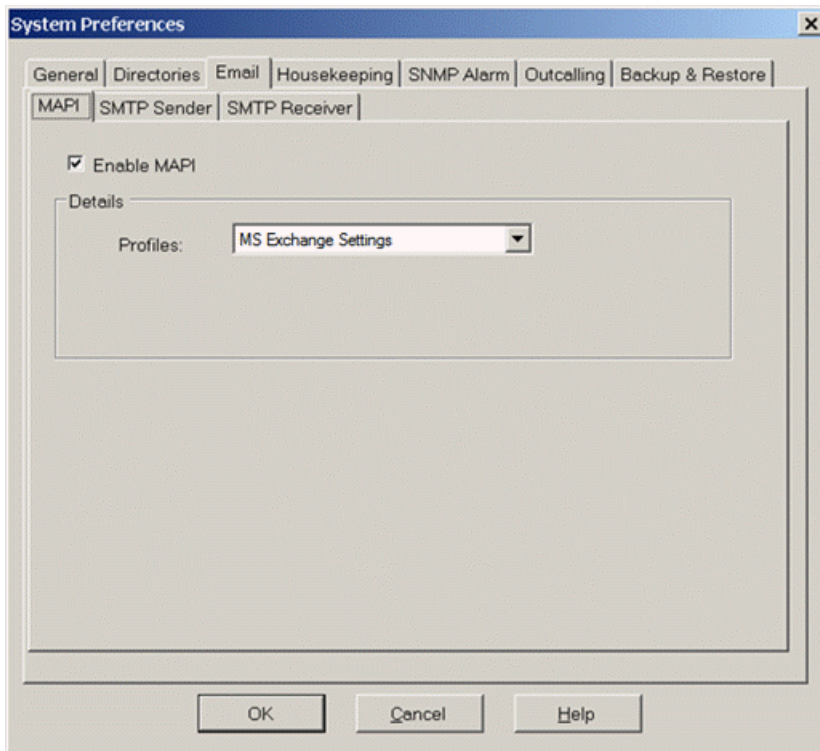 System Preferences
General Directories Email Housekeeping SNMP Alarm Outcalling Backup & Restore
MAPI SMTP Sender SMTP Receiver
Enable MAPI
Details
Profiles: MS Exchange Settings
OK Cancel Help